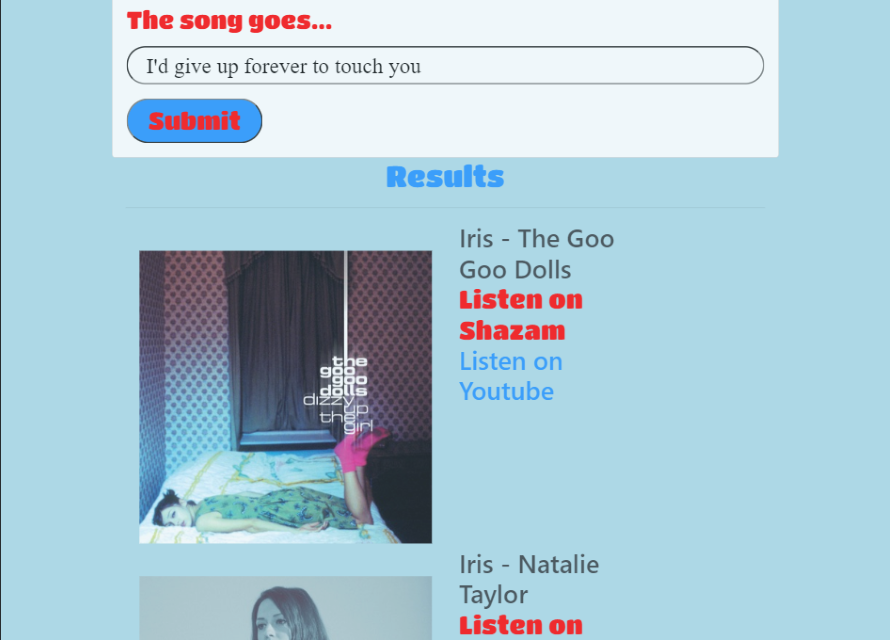 The song goes...
I'd give up forever to touch you
Submit
Results
Iris - The Goo
Goo Dolls
Listen on
Shazam
Listen on
Youtube
the
goo
goo
dolls
dizzy
up
the
girl
Iris - Natalie
Taylor
Listen on